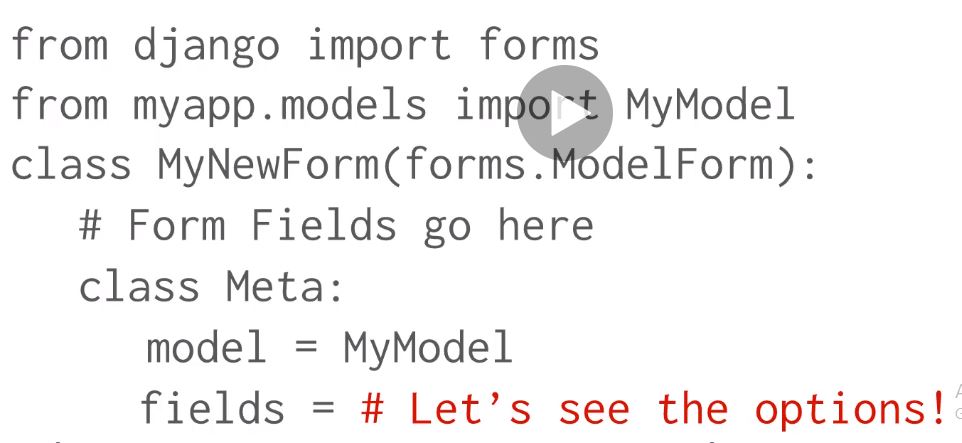 from django import forms
from myapp.models import MyModel
class MyNewForm(forms.ModelForm):
# Form Fields go here
class Meta:
model = MyModel
fields = # Let’s see the options!